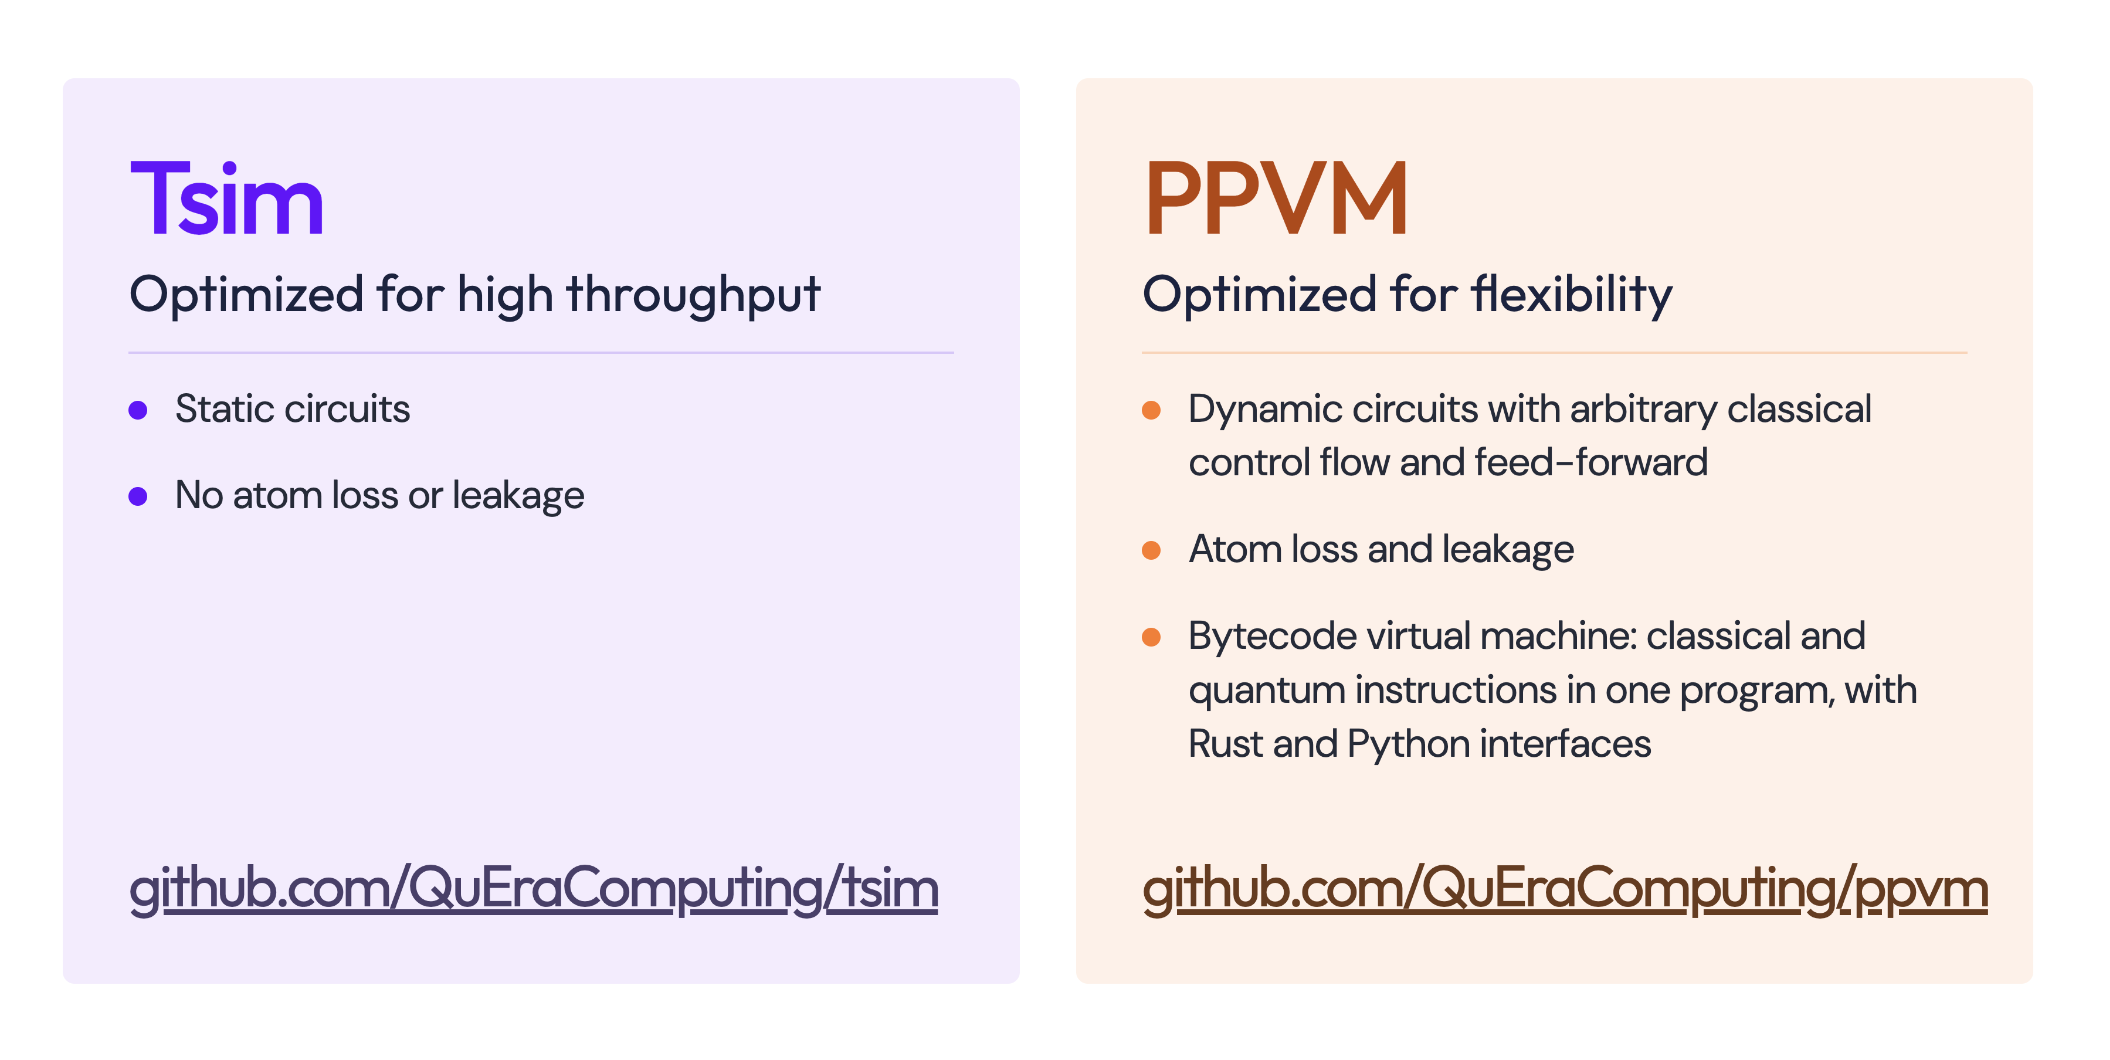 Tsim
Optimized for high throughput
Static circuits
No atom loss or leakage
github.com/QuEraComputing/tsim
PPVM
Optimized for flexibility
Dynamic circuits with arbitrary classical
control flow and feed-forward
Atom loss and leakage
Bytecode virtual machine: classical and
quantum instructions in one program, with
Rust and Python interfaces
github.com/QuEraComputing/ppvm